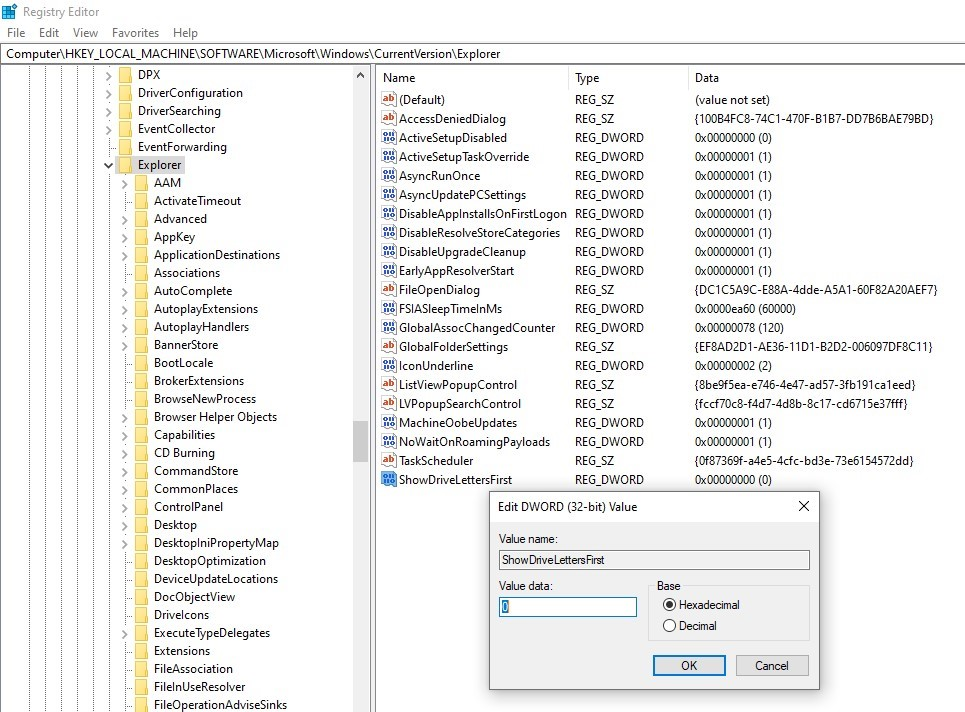 Registry Editor
File Edit View Favorites Help
Computer\HKEY_LOCAL_MACHINE\SOFTWARE\Microsoft\Windows\CurrentVersion\Explorer
DPX
DriverConfiguration
DriverSearching
EventCollector
EventForwarding
Explorer
AAM
ActivateTimeout
Advanced
AppKey
ApplicationDestinations
Associations
AutoComplete
AutoplayExtensions
AutoplayHandlers
BannerStore
BootLocale
BrokerExtensions
BrowseNewProcess
Browser Helper Objects
Capabilities
CD Burning
CommandStore
CommonPlaces
ControlPanel
Desktop
DesktopIniPropertyMap
DesktopOptimization
DeviceUpdateLocations
DocObjectView
DriveIcons
ExecuteTypeDelegates
Extensions
FileAssociation
FileInUseResolver
FileOperationAdviseSinks
Name Type Data
(Default) REG_SZ (value not set)
AccessDeniedDialog REG_SZ {100B4FC8-74C1-470F-B1B7-DD7B6BAE79BD}
ActiveSetupDisabled REG_DWORD 0x00000000 (0)
ActiveSetupTaskOverride REG_DWORD 0x00000001 (1)
AsyncRunOnce REG_DWORD 0x00000001 (1)
AsyncUpdatePCSettings REG_DWORD 0x00000001 (1)
DisableAppInstallsOnFirstLogon REG_DWORD 0x00000001 (1)
DisableResolveStoreCategories REG_DWORD 0x00000001 (1)
DisableUpgradeCleanup REG_DWORD 0x00000001 (1)
EarlyAppResolverStart REG_DWORD 0x00000001 (1)
FileOpenDialog REG_SZ {DC1C5A9C-E88A-4dde-A5A1-60F82A20AEF7}
FSIASleepTimeInMs REG_DWORD 0x0000ea60 (60000)
GlobalAssocChangedCounter REG_DWORD 0x00000078 (120)
GlobalFolderSettings REG_SZ {EF8AD2D1-AE36-11D1-B2D2-006097DF8C11}
IconUnderline REG_DWORD 0x00000002 (2)
ListViewPopupControl REG_SZ {8be9f5ea-e746-4e47-ad57-3fb191ca1eed}
LVPopupSearchControl REG_SZ {fccf70c8-f4d7-4d8b-8c17-cd6715e37fff}
MachineOobeUpdates REG_DWORD 0x00000001 (1)
NoWaitOnRoamingPayloads REG_DWORD 0x00000001 (1)
TaskScheduler REG_SZ {0f87369f-a4e5-4cfc-bd3e-73e6154572dd}
ShowDriveLettersFirst REG_DWORD 0x00000000 (0)
Edit DWORD (32-bit) Value
Value name:
ShowDriveLettersFirst
Value data:
0
Base
Hexadecimal
Decimal
OK Cancel